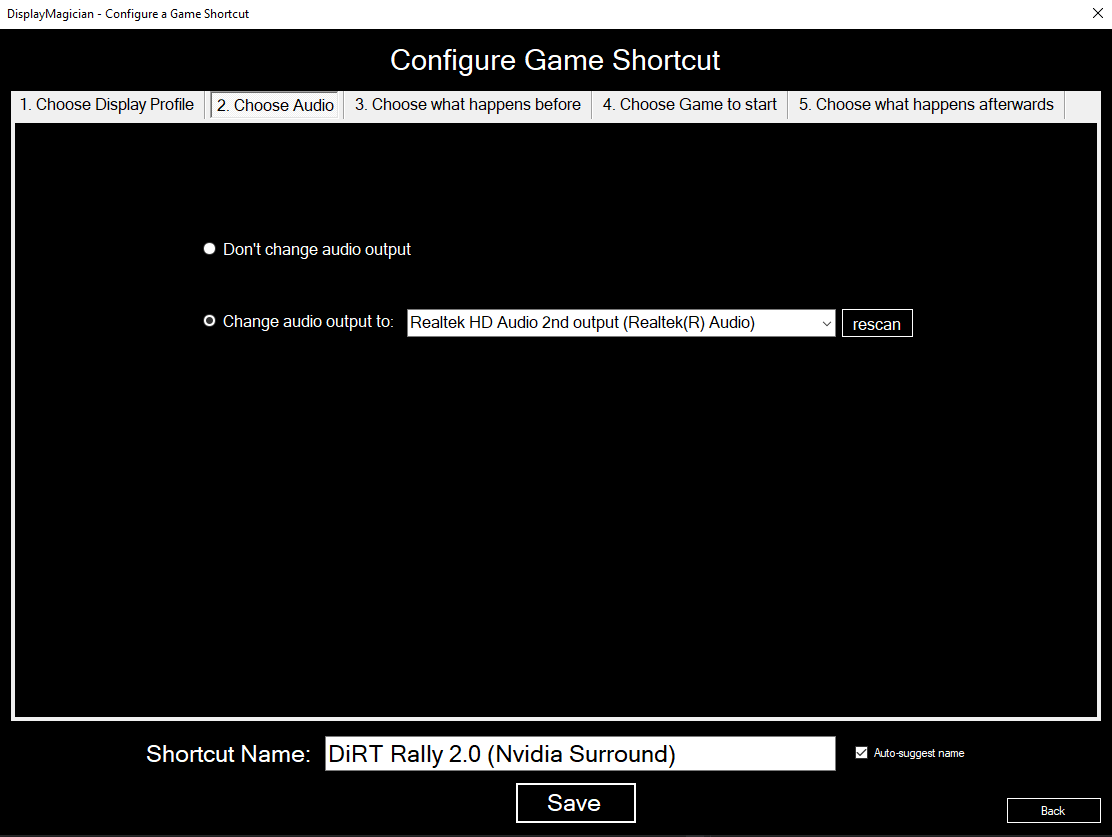 DisplayMagician - Configure a Game Shortcut
Configure Game Shortcut
1. Choose Display Profile 2. Choose Audio 3. Choose what happens before 4. Choose Game to start 5. Choose what happens afterwards
Don't change audio output
Change audio output to: Realtek HD Audio 2nd output (Realtek(R) Audio) rescan
Shortcut Name: DiRT Rally 2.0 (Nvidia Surround) Auto-suggest name
Save
Back